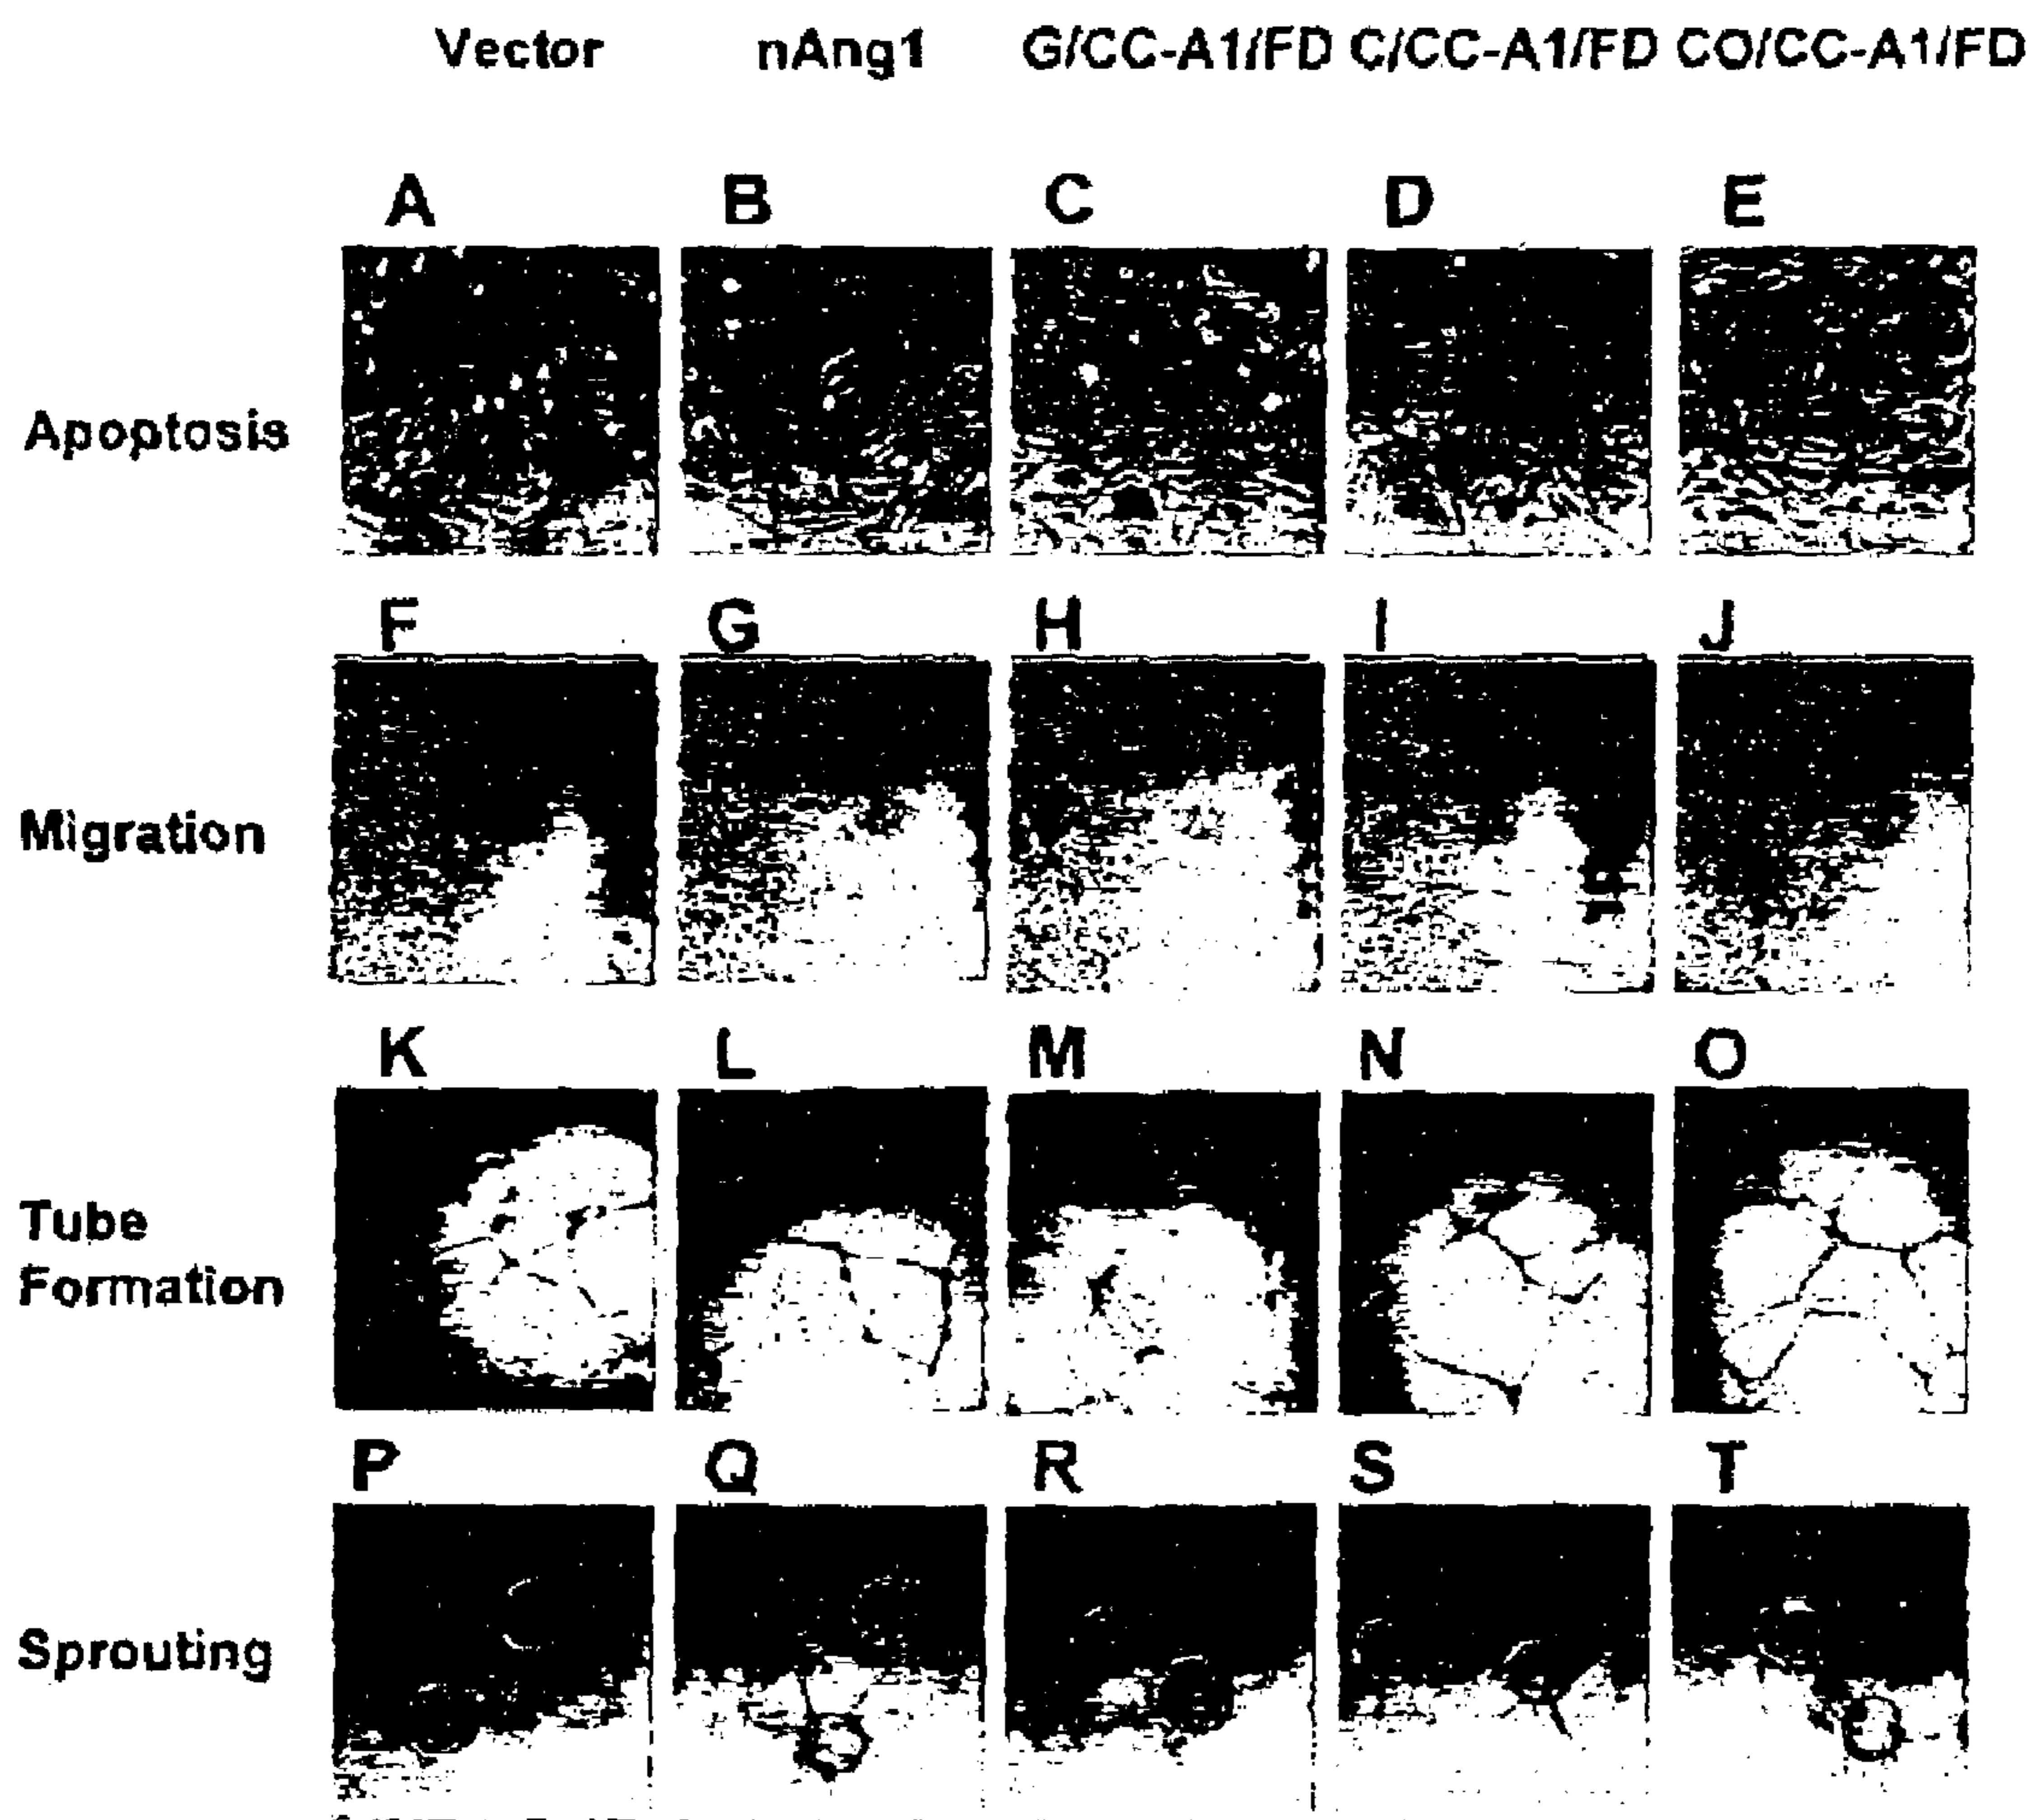 Vector nAng1 G/CC-A1/FD C/CC-A1/FD CO/CC-A1/FD
A B C D E
Apoptosis
F G H I J
Migration
K L M N O
Tube
Formation
P Q R S T
Sprouting